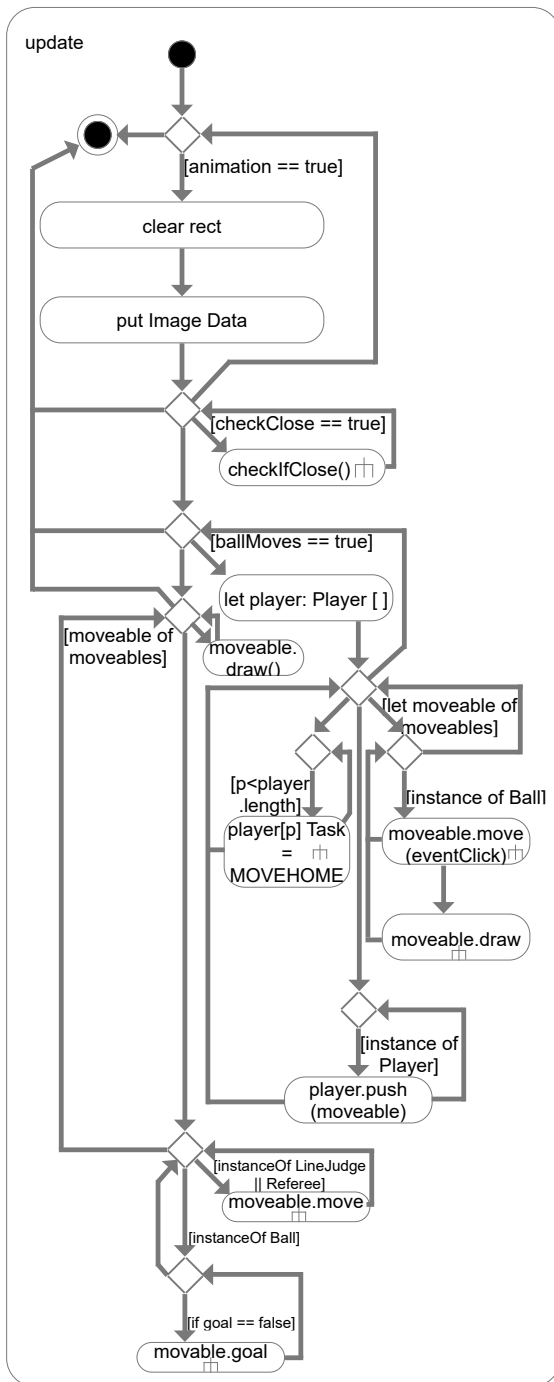 update
[animation == true]
clear rect
put Image Data
[checkClose == true]
checkIfClose()
[ballMoves == true]
let player: Player [ ]
[moveable of
moveables]
moveable.
draw()
[let moveable of
moveables]
[p<player
.length]
[instance of Ball]
player[p] Task
=
MOVEHOME
moveable.move
(eventClick)
moveable.draw
[instance of
Player]
player.push
(moveable)
[instanceOf LineJudge
|| Referee]
moveable.move
[instanceOf Ball]
[if goal == false]
movable.goal